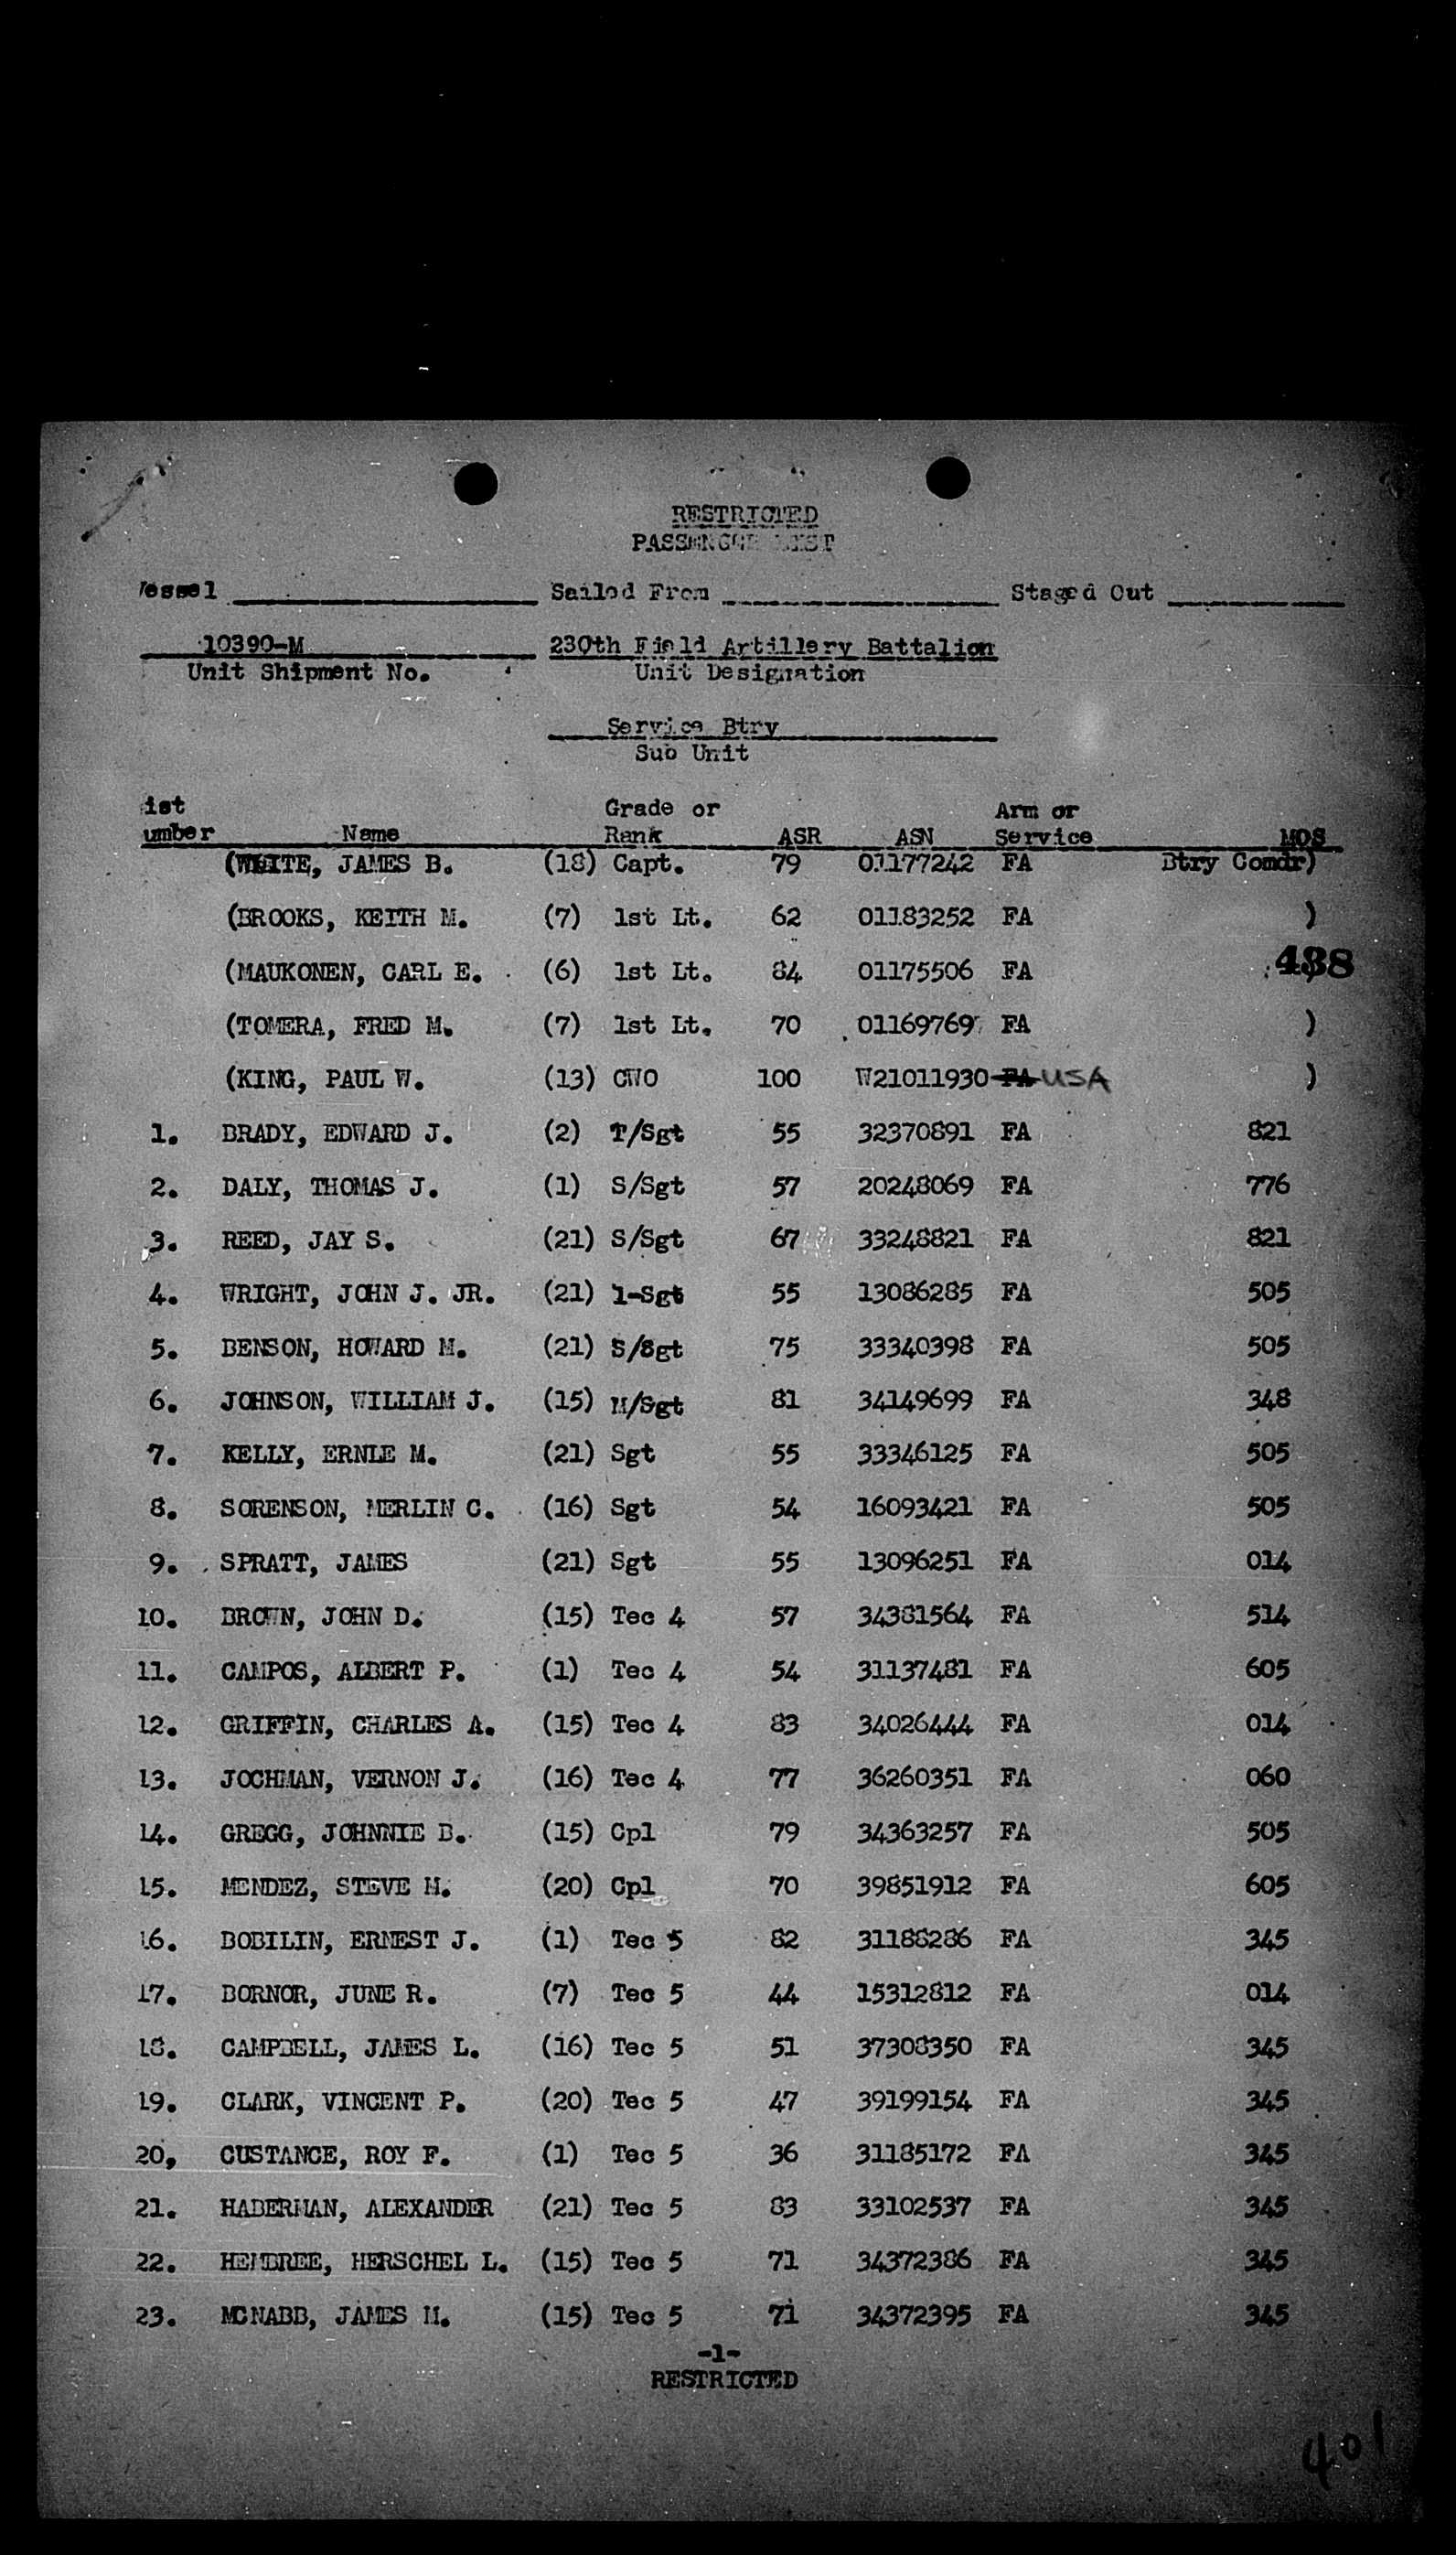 RESTRICTED
PASSENGER LIST
Vessel Sailed From Staged Out
10390-M 230th Field Artillery Battalion
Unit Shipment No. Unit Designation
Service Btry
Sub Unit
ist Grade or Arm or
umber Name Rank ASR ASN Service MOS
(WHITE, JAMES B. (18) Capt. 79 01177242 FA Btry Comdr)
(BROOKS, KEITH M. (7) 1st Lt. 62 01183252 FA )
(MAUKONEN, CARL E. (6) 1st Lt. 84 01175506 FA ) 438
(TOMERA, FRED M. (7) 1st Lt. 70 01169769 FA )
(KING, PAUL W. (13) CWO 100 W21011930 FA USA )
1. BRADY, EDWARD J. (2) T/Sgt 55 32370891 FA 821
2. DALY, THOMAS J. (1) S/Sgt 57 20248069 FA 776
3. REED, JAY S. (21) S/Sgt 67 33248821 FA 821
4. WRIGHT, JOHN J. JR. (21) 1-Sgt 55 13086285 FA 505
5. BENSON, HOWARD M. (21) S/Sgt 75 33340398 FA 505
6. JOHNSON, WILLIAM J. (15) M/Sgt 81 34149699 FA 348
7. KELLY, ERNLE M. (21) Sgt 55 33346125 FA 505
8. SORENSON, MERLIN C. (16) Sgt 54 16093421 FA 505
9. SPRATT, JAMES (21) Sgt 55 13096251 FA 014
10. BROWN, JOHN D. (15) Tec 4 57 34381564 FA 514
11. CAMPOS, ALBERT P. (1) Tec 4 54 31137481 FA 605
12. GRIFFIN, CHARLES A. (15) Tec 4 83 34026444 FA 014
13. JOCHMAN, VERNON J. (16) Tec 4 77 36260351 FA 060
14. GREGG, JOHNNIE B. (15) Cpl 79 34363257 FA 505
15. MENDEZ, STEVE M. (20) Cpl 70 39851912 FA 605
16. BOBILIN, ERNEST J. (1) Tec 5 82 31188286 FA 345
17. BORNOR, JUNE R. (7) Tec 5 44 15312812 FA 014
18. CAMPBELL, JAMES L. (16) Tec 5 51 37308350 FA 345
19. CLARK, VINCENT P. (20) Tec 5 47 39199154 FA 345
20, CUSTANCE, ROY F. (1) Tec 5 36 31185172 FA 345
21. HABERMAN, ALEXANDER (21) Tec 5 83 33102537 FA 345
22. HEMBREE, HERSCHEL L. (15) Tec 5 71 34372386 FA 345
23. MCNABB, JAMES M. (15) Tec 5 71 34372395 FA 345
-1-
RESTRICTED
401